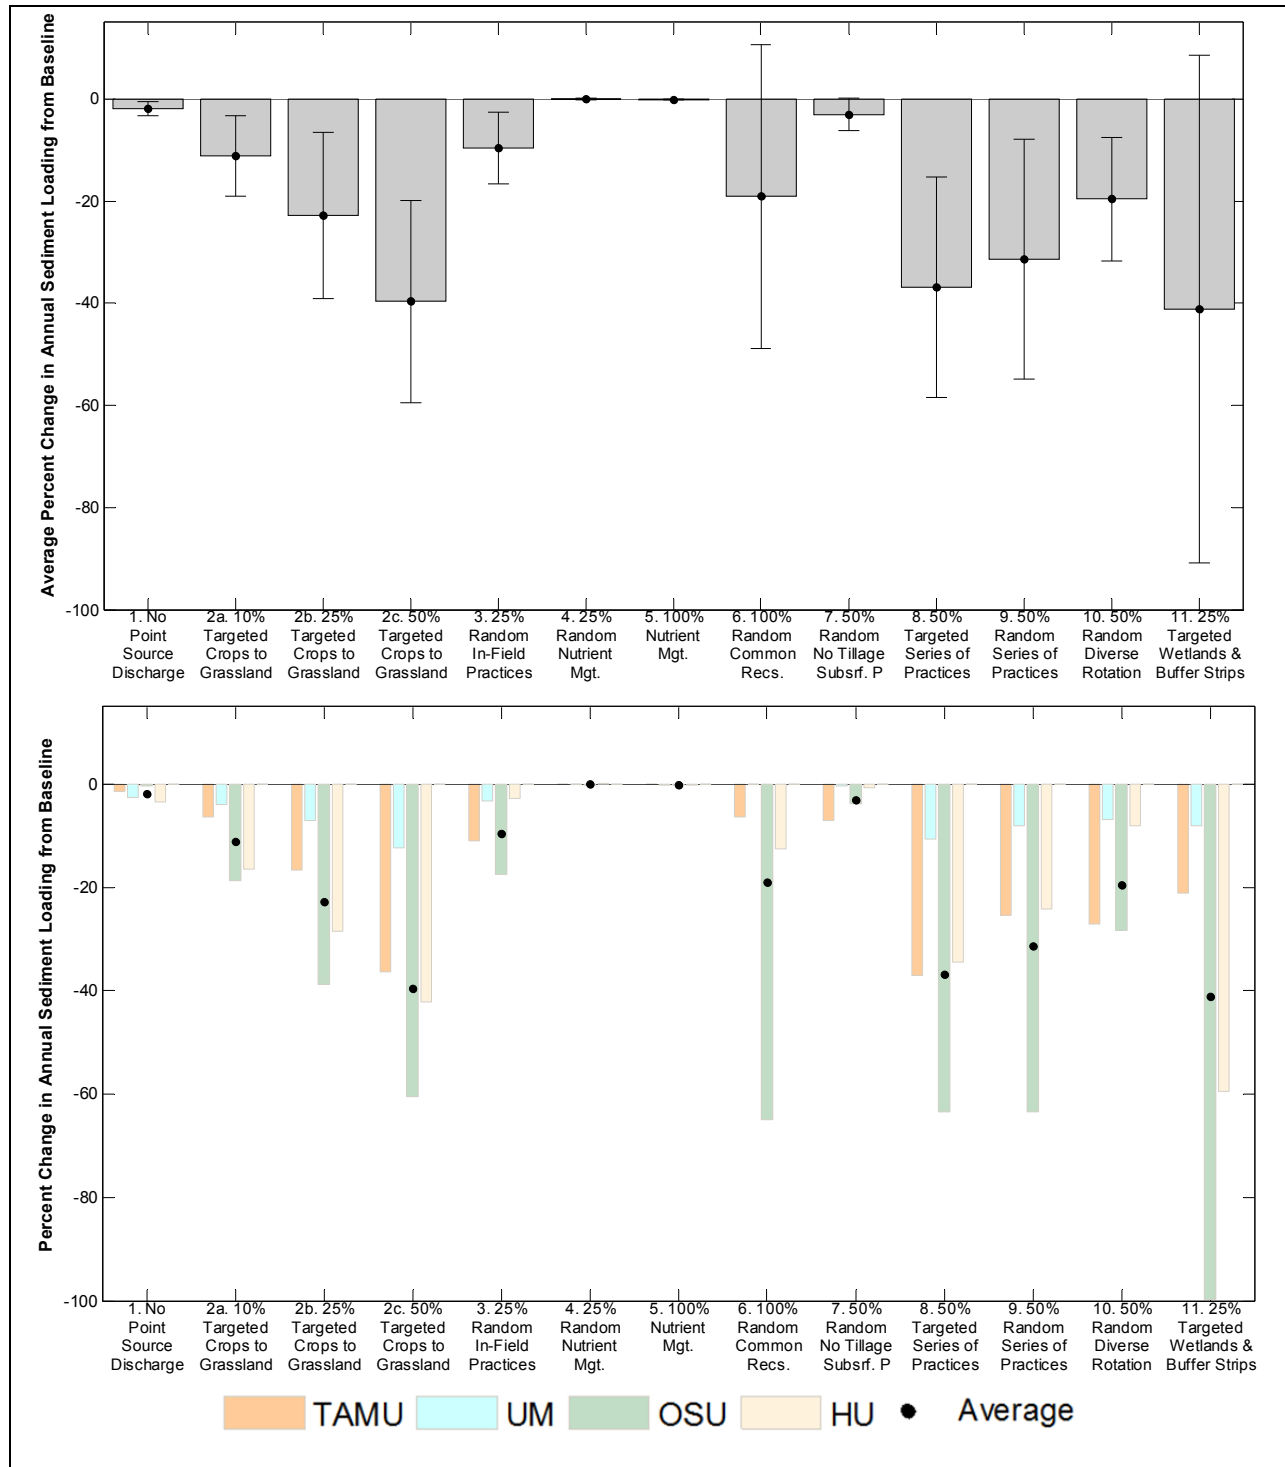 Average Percent Change in Annual Sediment Loading from Baseline
0
-20
-40
-60
-80
-100
1. No
Point
Source
Discharge
2a. 10%
Targeted
Crops to
Grassland
2b. 25%
Targeted
Crops to
Grassland
2c. 50%
Targeted
Crops to
Grassland
3. 25%
Random
In-Field
Practices
4. 25%
Random
Nutrient
Mgt.
5. 100%
Nutrient
Mgt.
6. 100%
Random
Common
Recs.
7. 50%
Random
No Tillage
Subsrf. P
8. 50%
Targeted
Series of
Practices
9. 50%
Random
Series of
Practices
10. 50%
Random
Diverse
Rotation
11. 25%
Targeted
Wetlands &
Buffer Strips
Percent Change in Annual Sediment Loading from Baseline
0
-20
-40
-60
-80
-100
1. No
Point
Source
Discharge
2a. 10%
Targeted
Crops to
Grassland
2b. 25%
Targeted
Crops to
Grassland
2c. 50%
Targeted
Crops to
Grassland
3. 25%
Random
In-Field
Practices
4. 25%
Random
Nutrient
Mgt.
5. 100%
Nutrient
Mgt.
6. 100%
Random
Common
Recs.
7. 50%
Random
No Tillage
Subsrf. P
8. 50%
Targeted
Series of
Practices
9. 50%
Random
Series of
Practices
10. 50%
Random
Diverse
Rotation
11. 25%
Targeted
Wetlands &
Buffer Strips
TAMU
UM
OSU
HU
Average